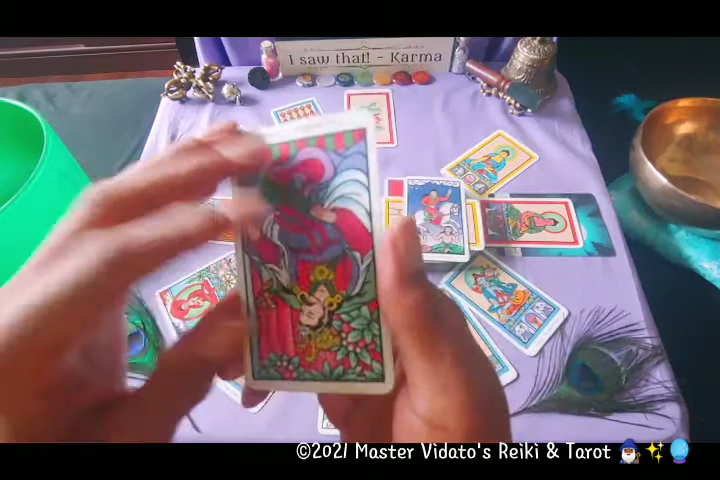 I saw that! - Karma
©2021 Master Vidato's Reiki & Tarot 🧙‍♂️✨🔮